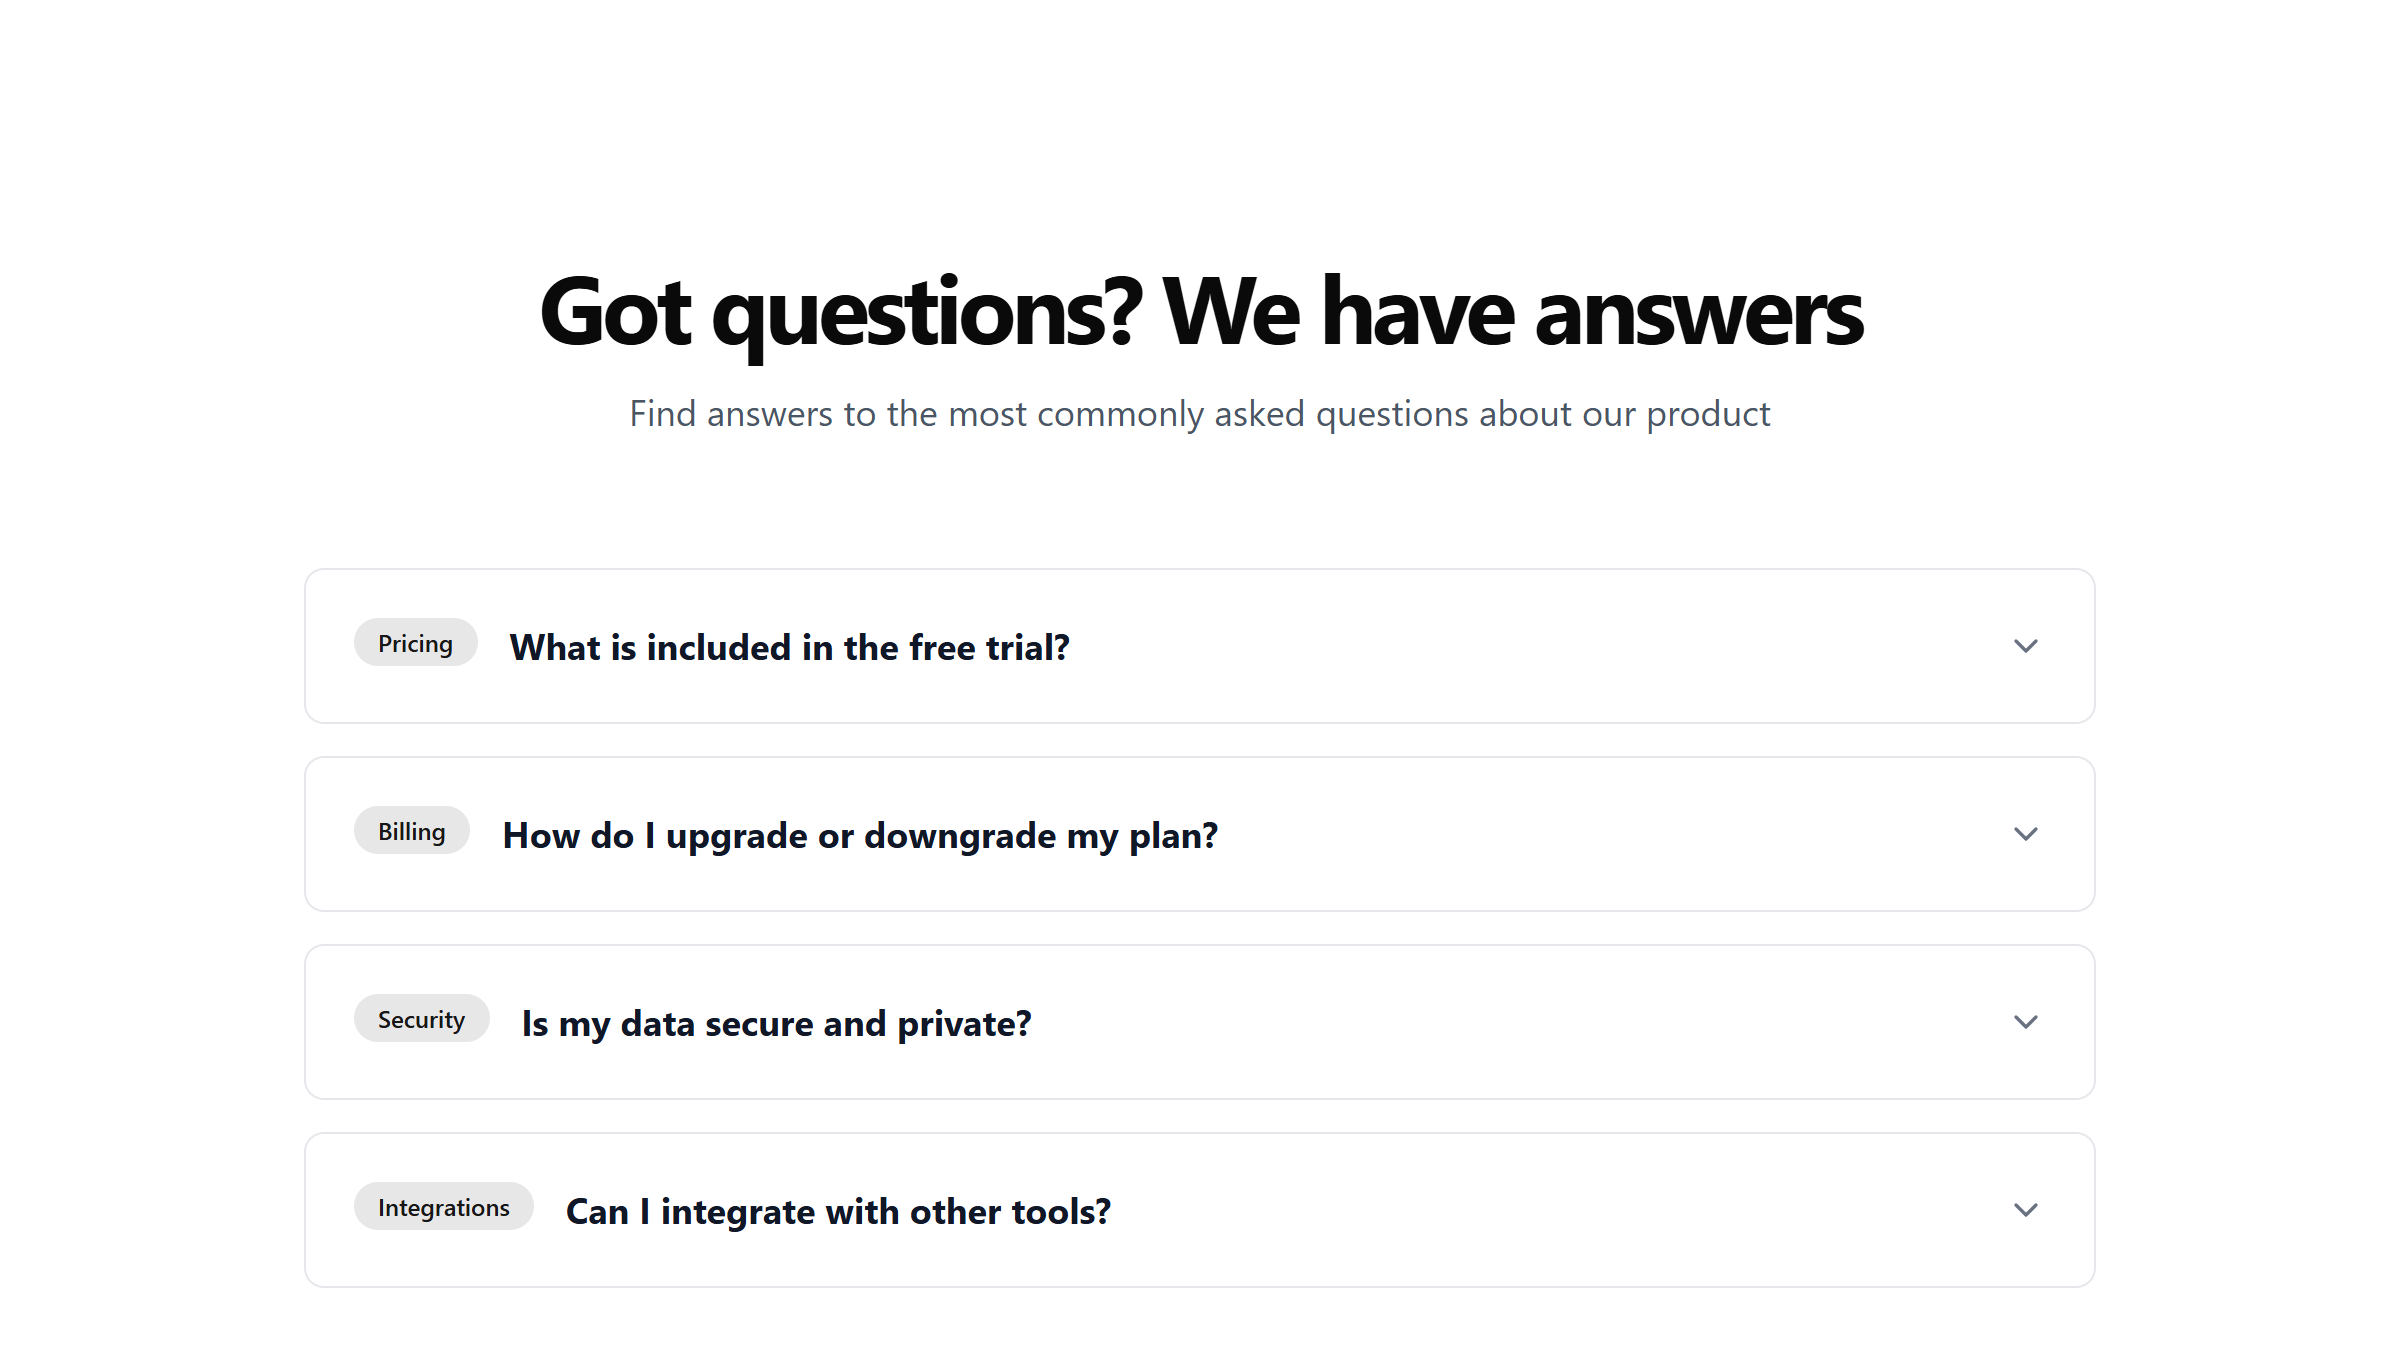 Got questions? We have answers
Find answers to the most commonly asked questions about our product
Pricing What is included in the free trial?
Billing How do I upgrade or downgrade my plan?
Security Is my data secure and private?
Integrations Can I integrate with other tools?